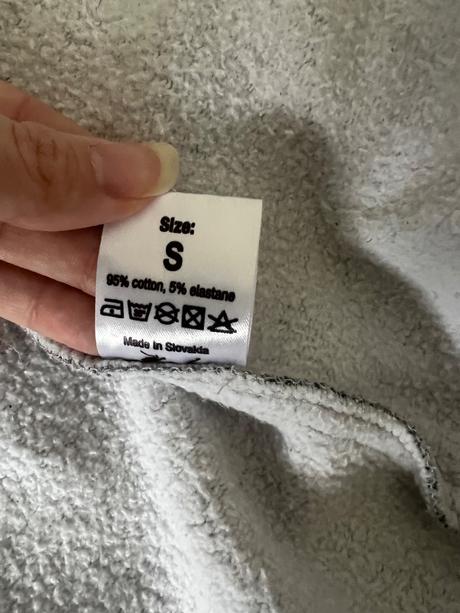 Size:
S
95% cotton, 5% elastane
Made in Slovakia